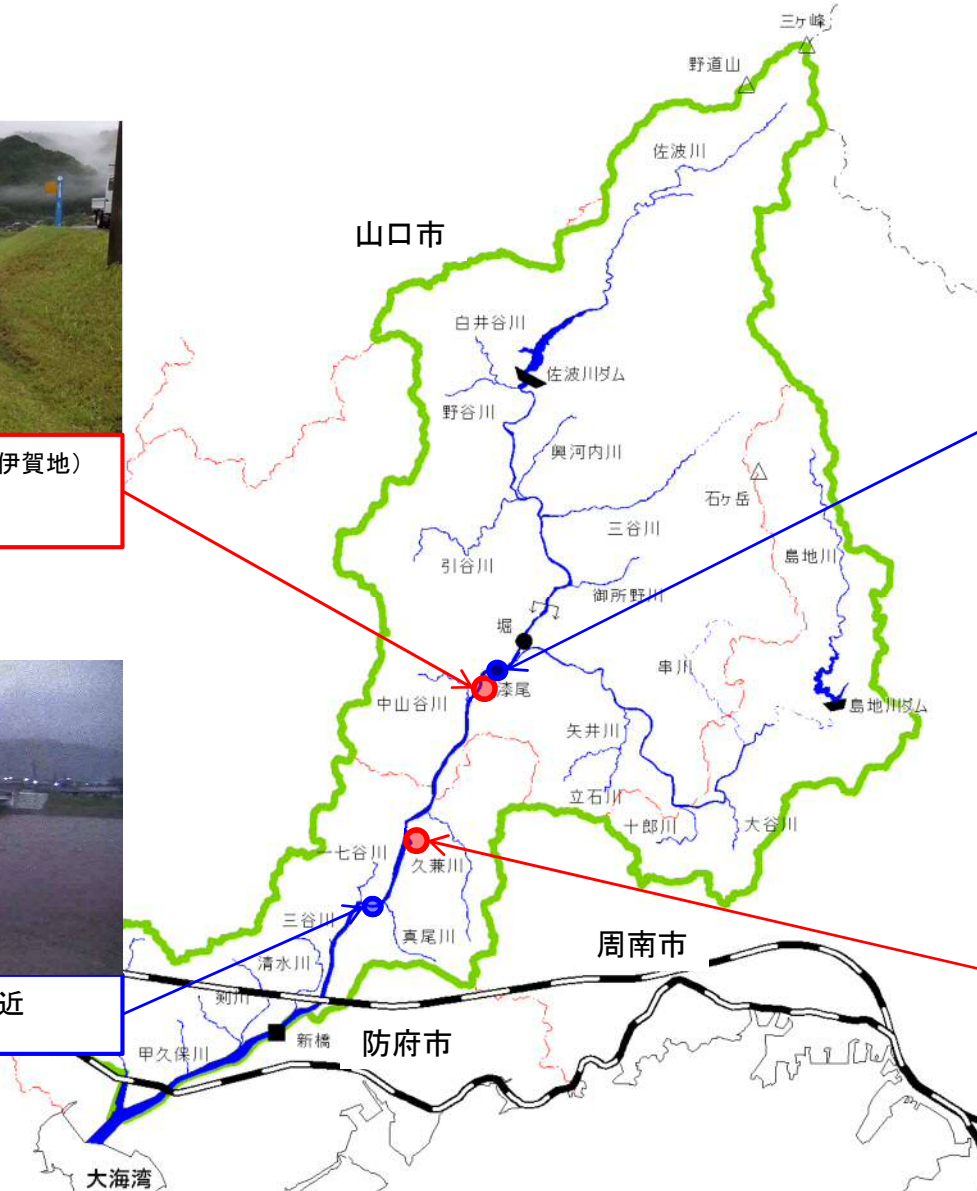 三ヶ峰
野道山
佐波川
山口市
白井谷川
佐波川ダム
野谷川
興河内川
伊賀地）
石ヶ岳
三谷川
島地川
引谷川
御所野川
堀
串川
漆尾
中山谷川
島地川ダム
矢井川
立石川
十郎川
大谷川
一七谷川
久兼川
三谷川
真尾川
周南市
清水川
剣川
近
新橋
防府市
甲久保川
大海湾